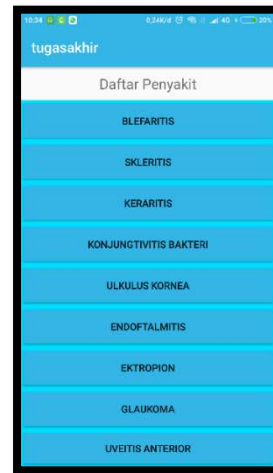 10:34 0,24K/d 4G 20%
tugasakhir
Daftar Penyakit
BLEFARITIS
SKLERITIS
KERARITIS
KONJUNGTIVITIS BAKTERI
ULKULUS KORNEA
ENDOFTALMITIS
EKTROPION
GLAUKOMA
UVEITIS ANTERIOR